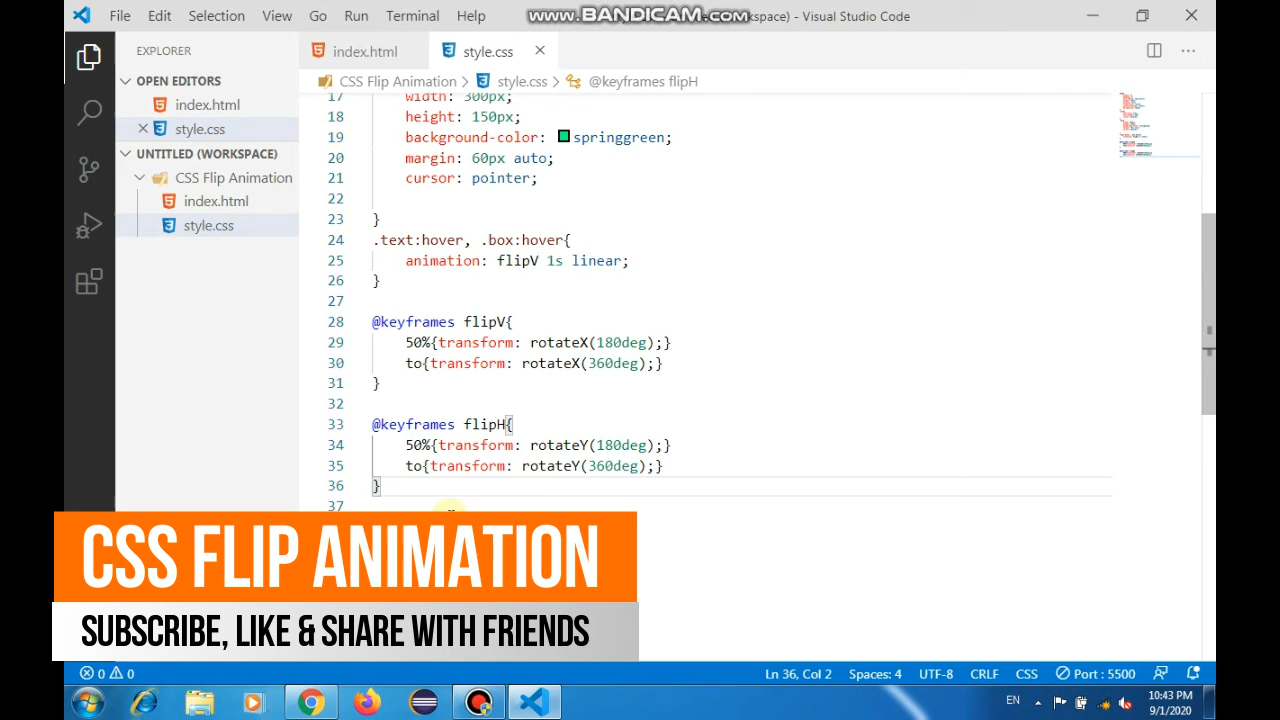 File Edit Selection View Go Run Terminal Help www.BANDICAM.com kspace) - Visual Studio Code
EXPLORER
OPEN EDITORS
index.html
style.css
UNTITLED (WORKSPACE)
CSS Flip Animation
index.html
style.css
index.html style.css
CSS Flip Animation > style.css > @keyframes flipH
17 width: 300px;
18 height: 150px;
19 background-color: springgreen;
20 margin: 60px auto;
21 cursor: pointer;
22
23 }
24 .text:hover, .box:hover{
25 animation: flipV 1s linear;
26 }
27
28 @keyframes flipV{
29 50%{transform: rotateX(180deg);}
30 to{transform: rotateX(360deg);}
31 }
32
33 @keyframes flipH{
34 50%{transform: rotateY(180deg);}
35 to{transform: rotateY(360deg);}
36 }
37
CSS FLIP ANIMATION
SUBSCRIBE, LIKE & SHARE WITH FRIENDS
0 0 Ln 36, Col 2 Spaces: 4 UTF-8 CRLF CSS Port : 5500
EN 10:43 PM
9/1/2020